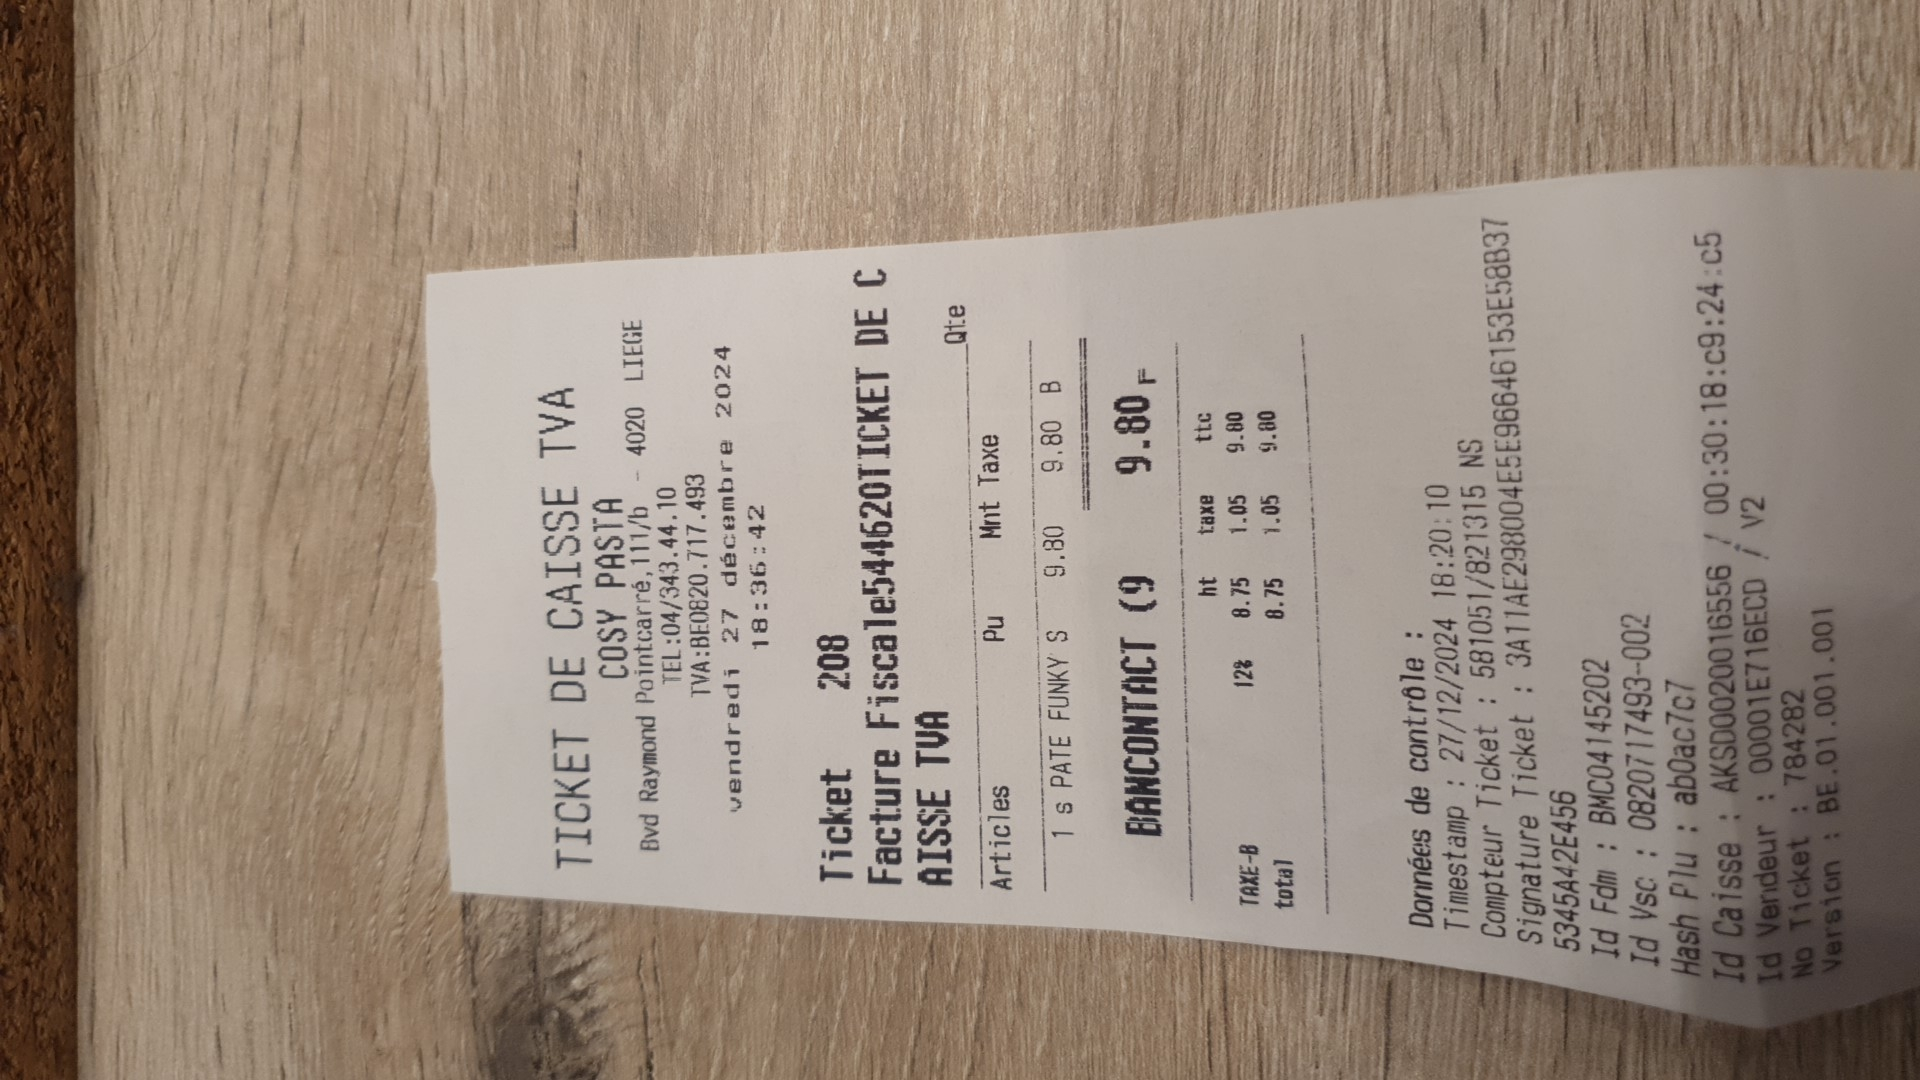 TICKET DE CAISSE TVA
COSY PASTA
Bvd Raymond Pointcarré,111/b - 4020 LIEGE
TEL:04/343.44.10
TVA:BE0820.717.493
vendredi 27 décembre 2024
18:36:42
Ticket 208
Facture Fiscale544620TICKET DE C
AISSE TVA
Qte
Articles Pu Mnt Taxe
1 s PATE FUNKY S 9.80 9.80 B
BANCONTACT (9 9.80 F
ht taxe ttc
TAXE-B 12% 8.75 1.05 9.80
total 8.75 1.05 9.80
Données de contrôle :
Timestamp : 27/12/2024 18:20:10
Compteur Ticket : 581051/821315 NS
Signature Ticket : 3A11AE298004E5E96646153E58B37
5345A42E456
Id Fdm : BMC04145202
Id Vsc : 0820717493-002
Hash Plu : ab0ac7c7
Id Caisse : AKSD0020016556 / 00:30:18:c9:24:c5
Id Vendeur : 00001E716ECD / V2
No Ticket : 784282
Version : BE.01.001.001